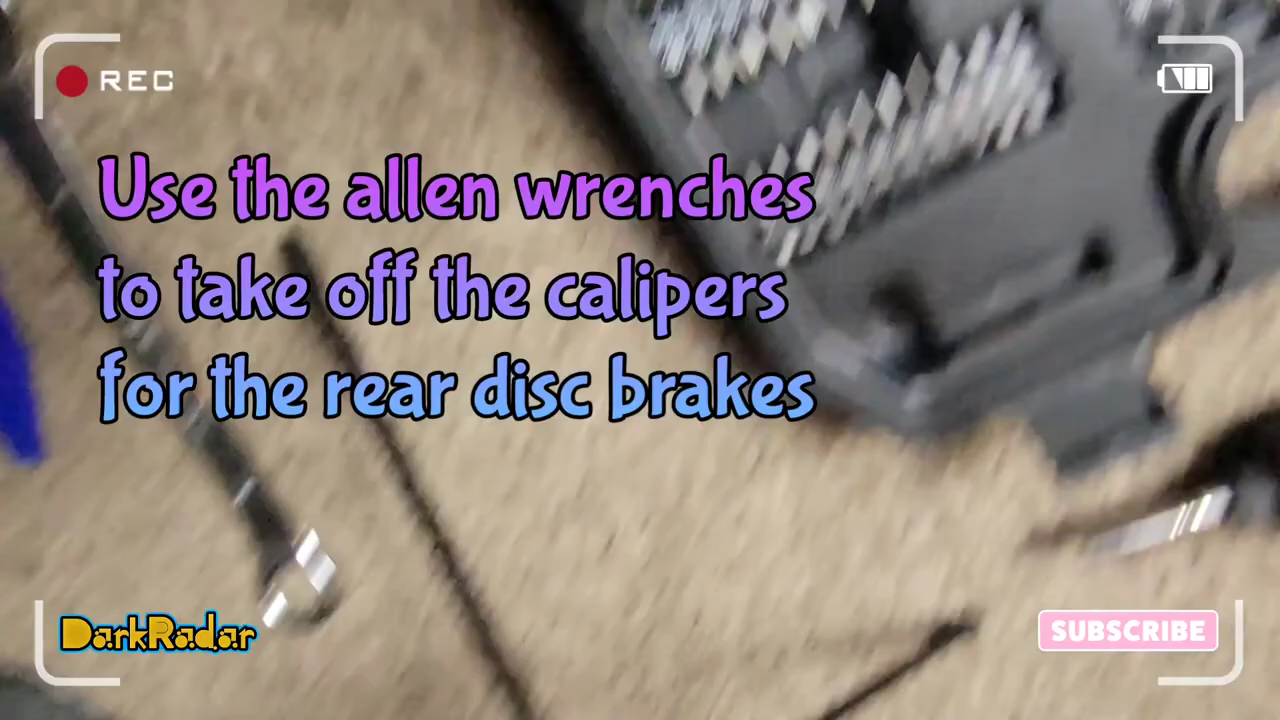 REC
Use the allen wrenches
to take off the calipers
for the rear disc brakes
DarkRadar
SUBSCRIBE